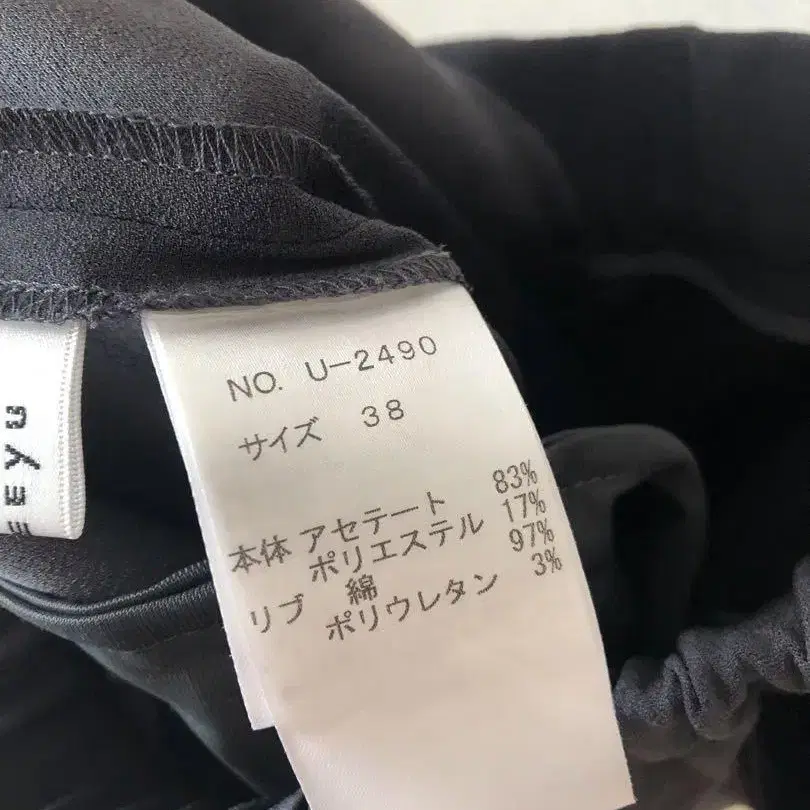 NO. U-2490
サイズ 38
本体 アセテート 83%
ポリエステル 17%
リブ 綿 97%
ポリウレタン 3%